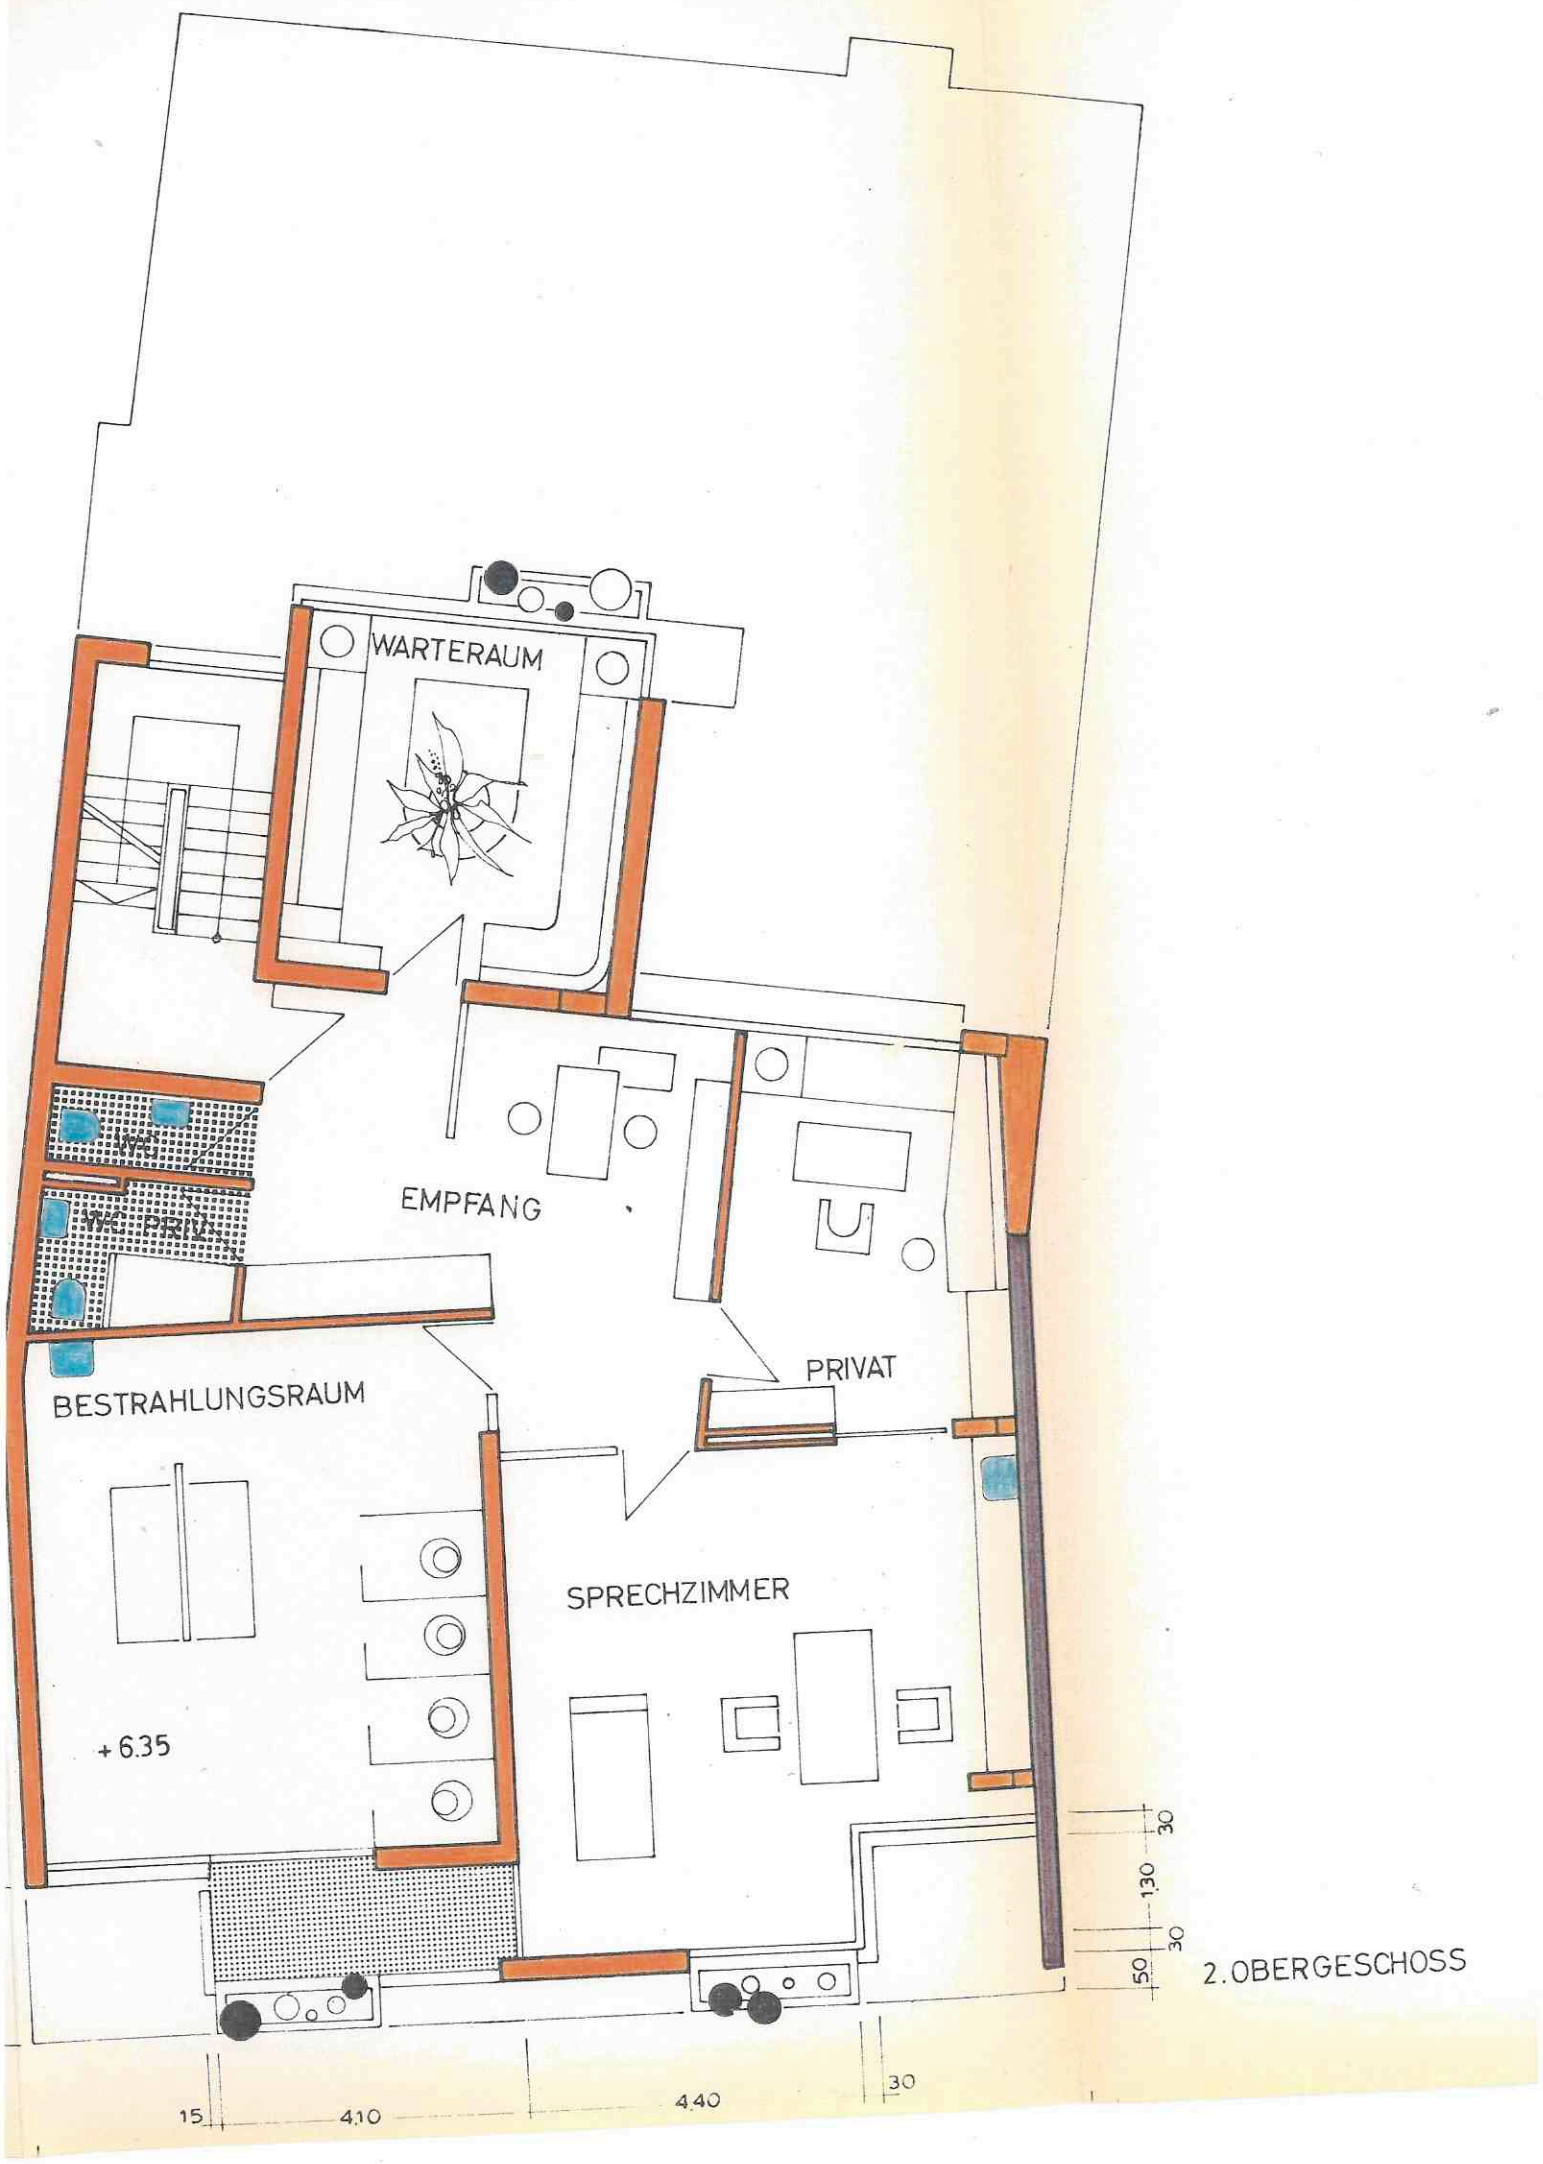 WARTERAUM
WC
EMPFANG
WC PRIV.
PRIVAT
BESTRAHLUNGSRAUM
SPRECHZIMMER
+ 6.35
30
1,30
30
50
2.OBERGESCHOSS
15
4,10
4,40
30